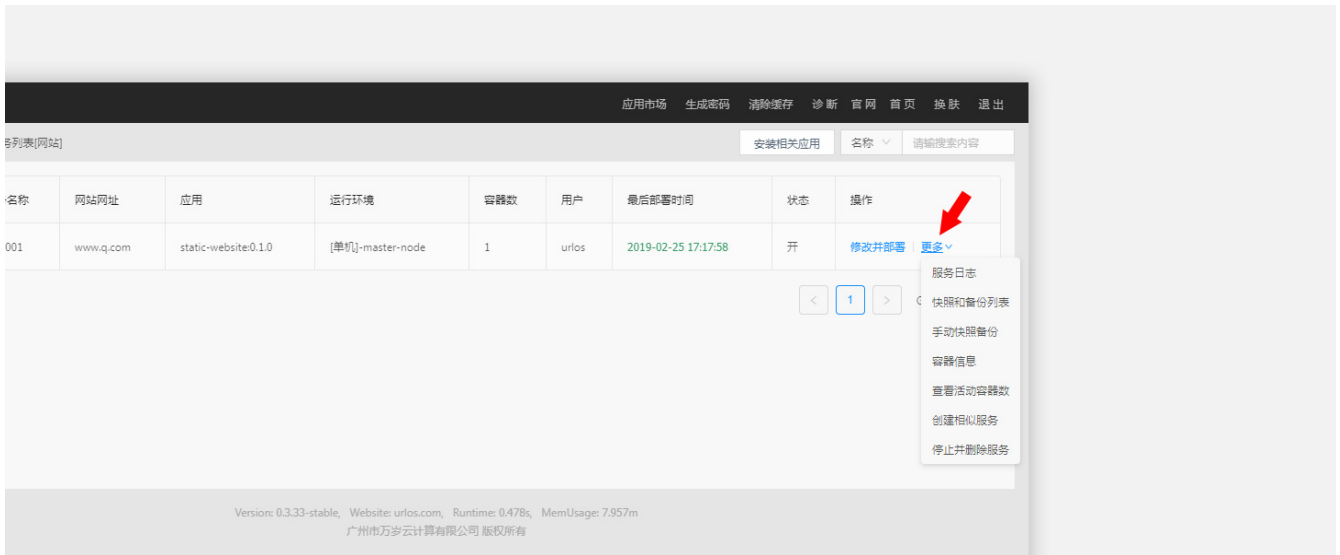 应用市场 生成密码 清除缓存 诊断 官网 首页 换肤 退出
务列表[网站] 安装相关应用 名称 请输搜索内容
名称 网站网址 应用 运行环境 容器数 用户 最后部署时间 状态 操作
001 www.q.com static-website:0.1.0 [单机]-master-node 1 urlos 2019-02-25 17:17:58 开 修改并部署 更多
服务日志
1
快照和备份列表
手动快照备份
容器信息
查看活动容器数
创建相似服务
停止并删除服务
Version: 0.3.33-stable, Website: urlos.com, Runtime: 0.478s, MemUsage: 7.957m
广州市万岁云计算有限公司 版权所有